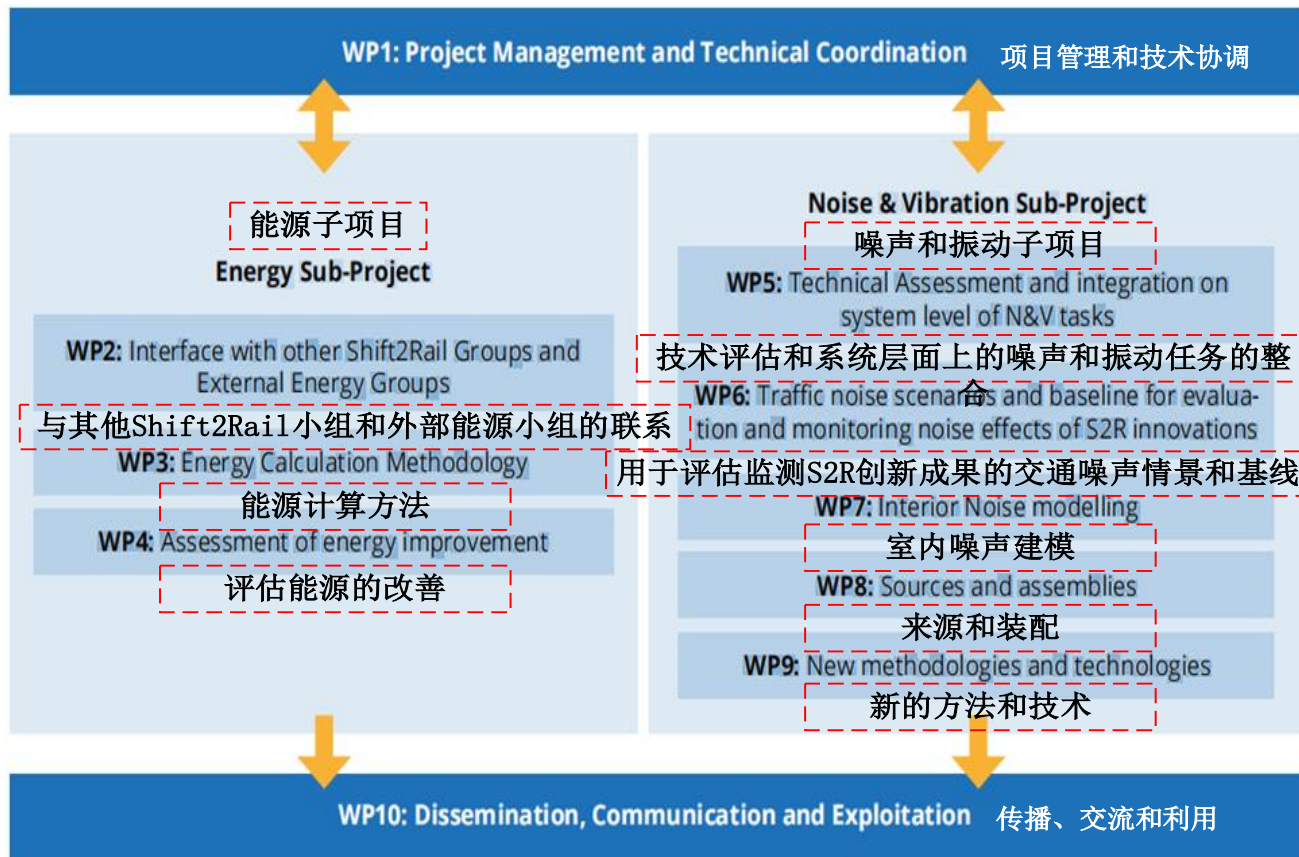 WP1: Project Management and Technical Coordination 项目管理和技术协调
能源子项目
Energy Sub-Project
WP2: Interface with other Shift2Rail Groups and
External Energy Groups
与其他Shift2Rail小组和外部能源小组的联系
WP3: Energy Calculation Methodology
能源计算方法
WP4: Assessment of energy improvement
评估能源的改善
Noise & Vibration Sub-Project
噪声和振动子项目
WP5: Technical Assessment and integration on
system level of N&V tasks
技术评估和系统层面上的噪声和振动任务的整
合
WP6: Traffic noise scenarios and baseline for evalua-
tion and monitoring noise effects of S2R innovations
用于评估监测S2R创新成果的交通噪声情景和基线
WP7: Interior Noise modelling
室内噪声建模
WP8: Sources and assemblies
来源和装配
WP9: New methodologies and technologies
新的方法和技术
WP10: Dissemination, Communication and Exploitation 传播、交流和利用